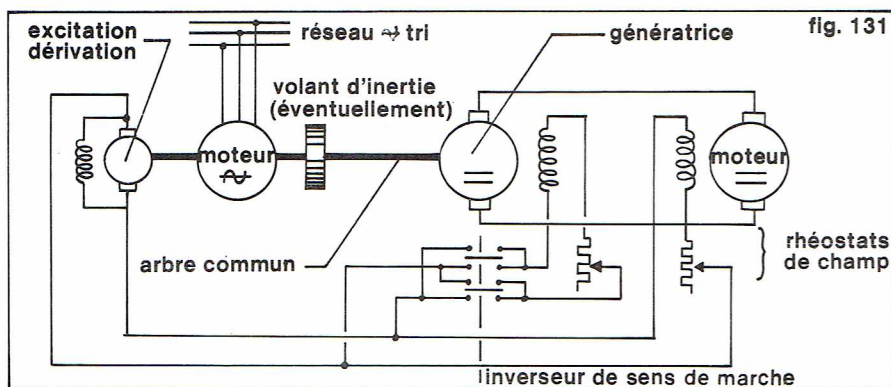 excitation
dérivation
réseau tri
génératrice
fig. 131
volant d'inertie
(éventuellement)
moteur
moteur
arbre commun
rhéostats
de champ
inverseur de sens de marche